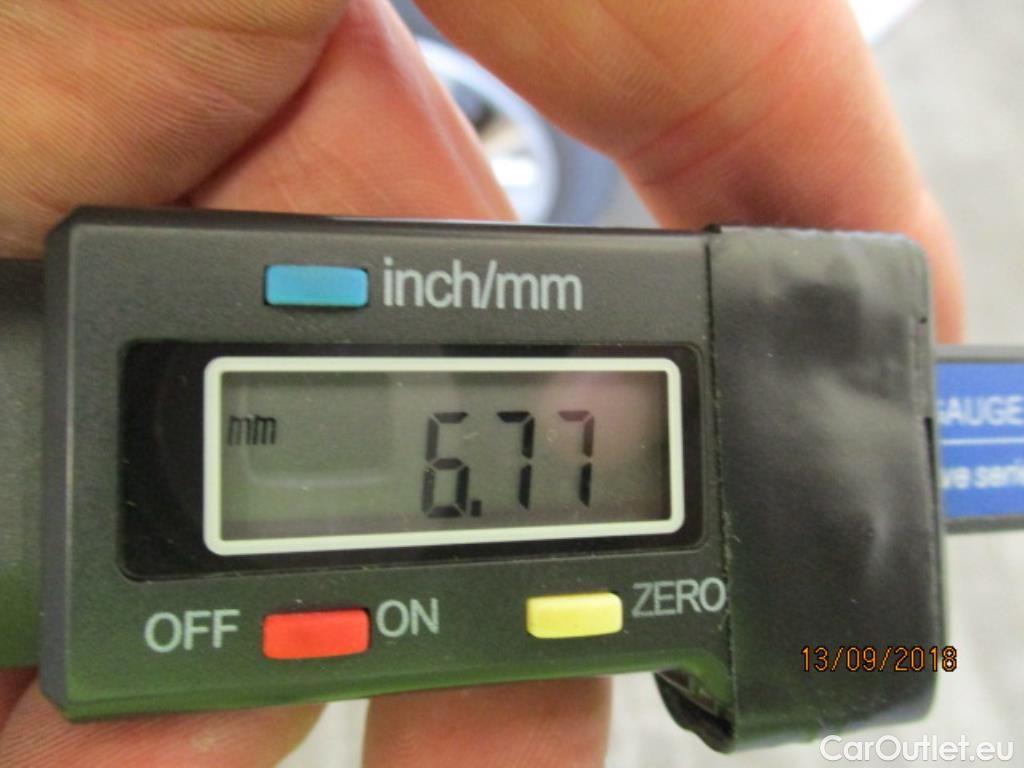 inch/mm
mm 6.77
OFF ON ZERO
GAUGE
13/09/2018
CarOutlet.eu